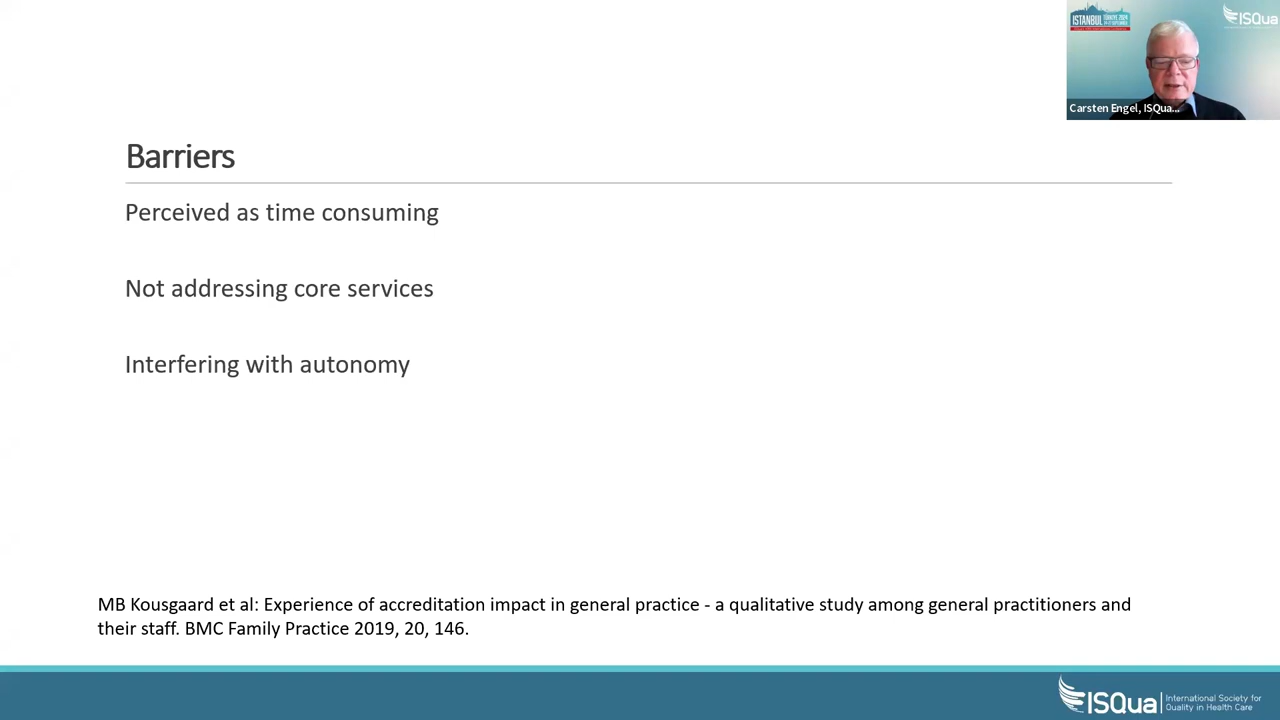 ISTANBUL
ISQua
Carsten Engel, ISQua...
Barriers
Perceived as time consuming
Not addressing core services
Interfering with autonomy
MB Kousgaard et al: Experience of accreditation impact in general practice - a qualitative study among general practitioners and
their staff. BMC Family Practice 2019, 20, 146.
ISQua
International Society for
Quality in Health Care